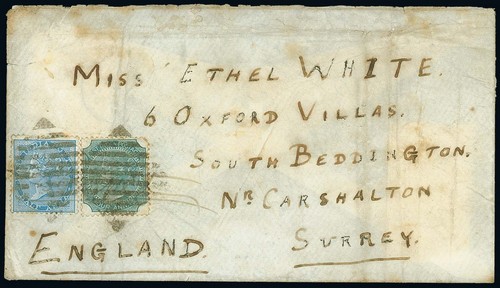 MISS ETHEL WHITE.
6 OXFORD VILLAS.
SOUTH BEDDINGTON.
NR CARSHALTON
SURREY.
ENGLAND.